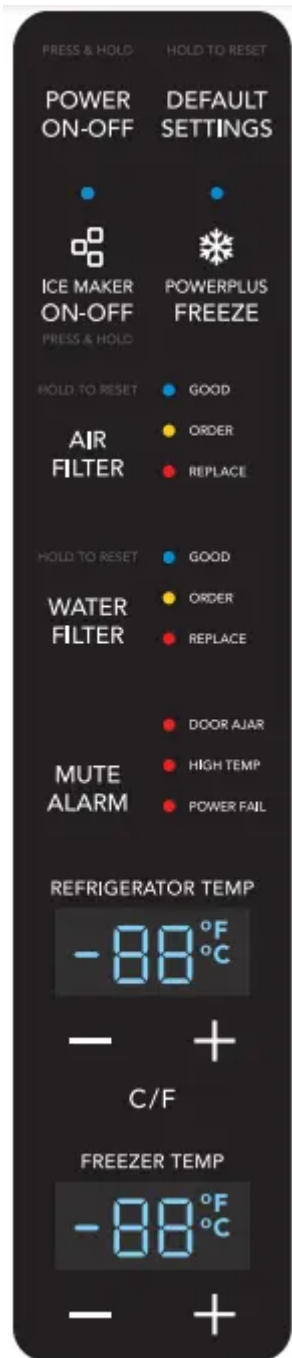 PRESS & HOLD HOLD TO RESET
POWER DEFAULT
ON-OFF SETTINGS
ICE MAKER POWERPLUS
ON-OFF FREEZE
PRESS & HOLD
HOLD TO RESET GOOD
AIR ORDER
FILTER REPLACE
HOLD TO RESET GOOD
WATER ORDER
FILTER REPLACE
DOOR AJAR
MUTE HIGH TEMP
ALARM POWER FAIL
REFRIGERATOR TEMP
-88 °F
°C
− +
C/F
FREEZER TEMP
-88 °F
°C
− +